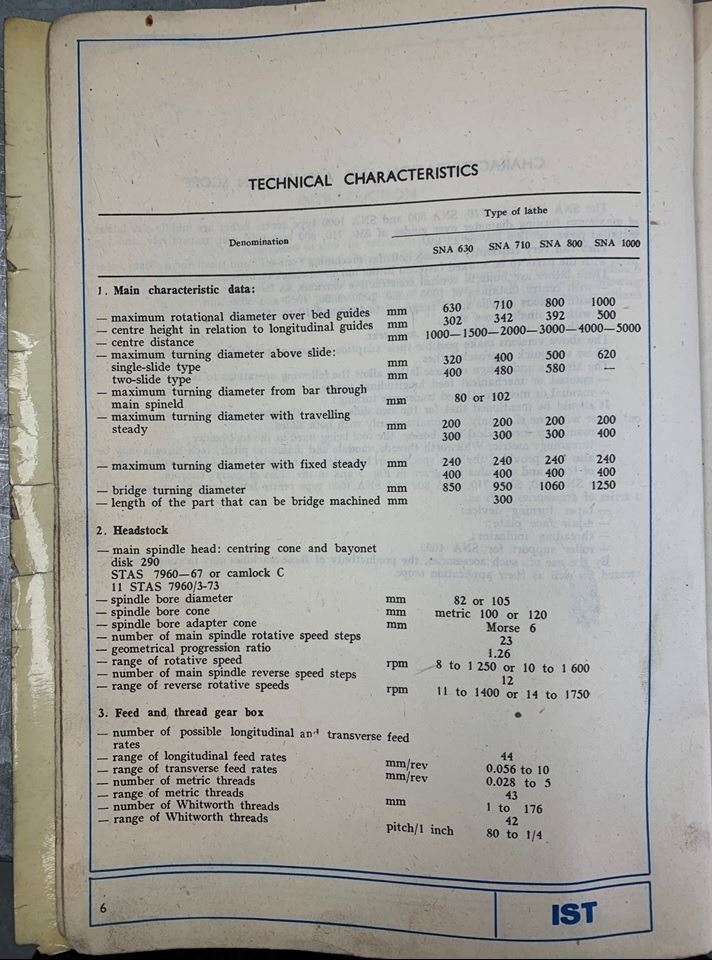 TECHNICAL CHARACTERISTICS
Denomination
Type of lathe
SNA 630 SNA 710 SNA 800 SNA 1000
1. Main characteristic data:
— maximum rotational diameter over bed guides mm 630 710 800 1000
— centre height in relation to longitudinal guides mm 302 342 392 500
— centre distance mm 1000—1500—2000—3000—4000—5000
— maximum turning diameter above slide:
single-slide type mm 320 400 500 620
two-slide type mm 400 480 580 —
— maximum turning diameter from bar through
main spineld mm 80 or 102
— maximum turning diameter with travelling
steady mm 200 200 200 200
300 300 300 400
— maximum turning diameter with fixed steady mm 240 240 240 240
400 400 400 400
— bridge turning diameter mm 850 950 1060 1250
— length of the part that can be bridge machined mm 300
2. Headstock
— main spindle head: centring cone and bayonet
disk 290
STAS 7960—67 or camlock C
11 STAS 7960/3-73
— spindle bore diameter mm 82 or 105
— spindle bore cone mm metric 100 or 120
— spindle bore adapter cone mm Morse 6
— number of main spindle rotative speed steps 23
— geometrical progression ratio 1.26
— range of rotative speed rpm 8 to 1 250 or 10 to 1 600
— number of main spindle reverse speed steps 12
— range of reverse rotative speeds rpm 11 to 1400 or 14 to 1750
3. Feed and thread gear box
— number of possible longitudinal and transverse feed
rates 44
— range of longitudinal feed rates mm/rev 0.056 to 10
— range of transverse feed rates mm/rev 0.028 to 5
— number of metric threads 43
— range of metric threads mm 1 to 176
— number of Whitworth threads 42
— range of Whitworth threads pitch/1 inch 80 to 1/4
6
IST